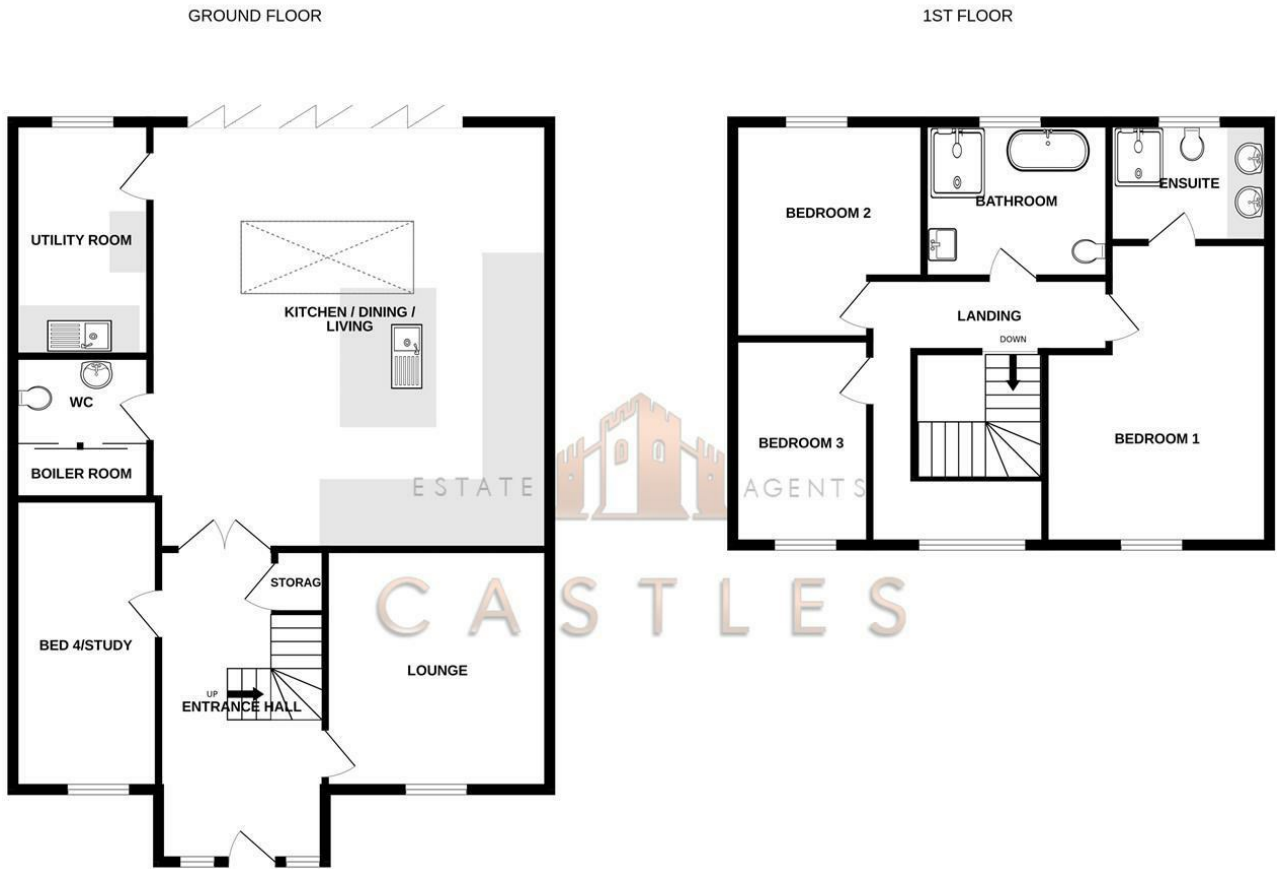 GROUND FLOOR
1ST FLOOR
UTILITY ROOM
KITCHEN / DINING /
LIVING
WC
BOILER ROOM
BED 4/STUDY
STORAG
UP
ENTRANCE HALL
LOUNGE
BEDROOM 2
BATHROOM
ENSUITE
LANDING
DOWN
BEDROOM 3
BEDROOM 1
ESTATE AGENTS
CASTLES